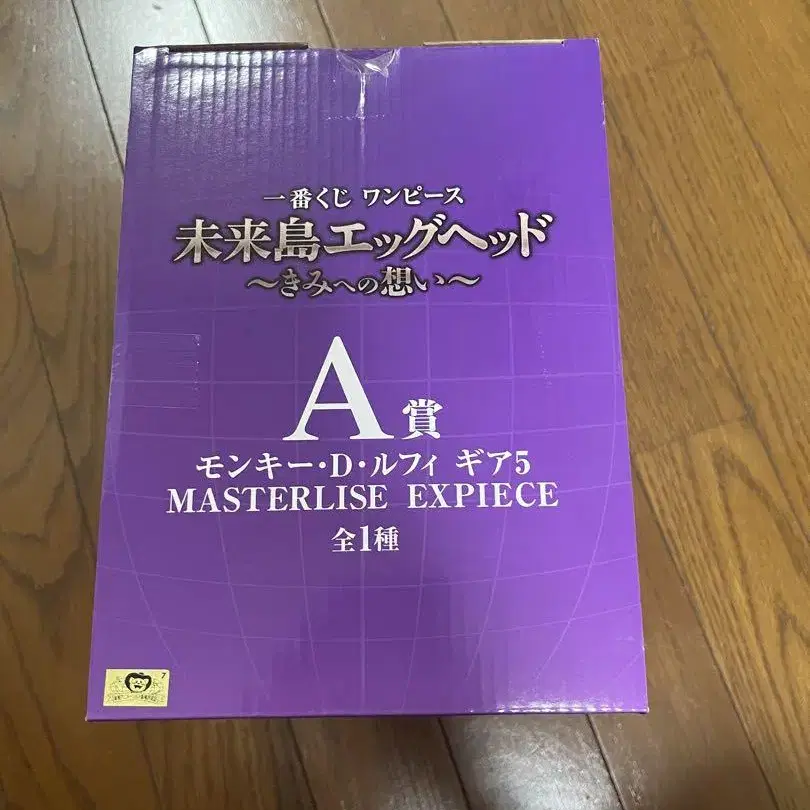 一番くじ ワンピース
未来島エッグヘッド
～きみへの想い～
A賞
モンキー・D・ルフィ ギア5
MASTERLISE EXPIECE
全1種
7